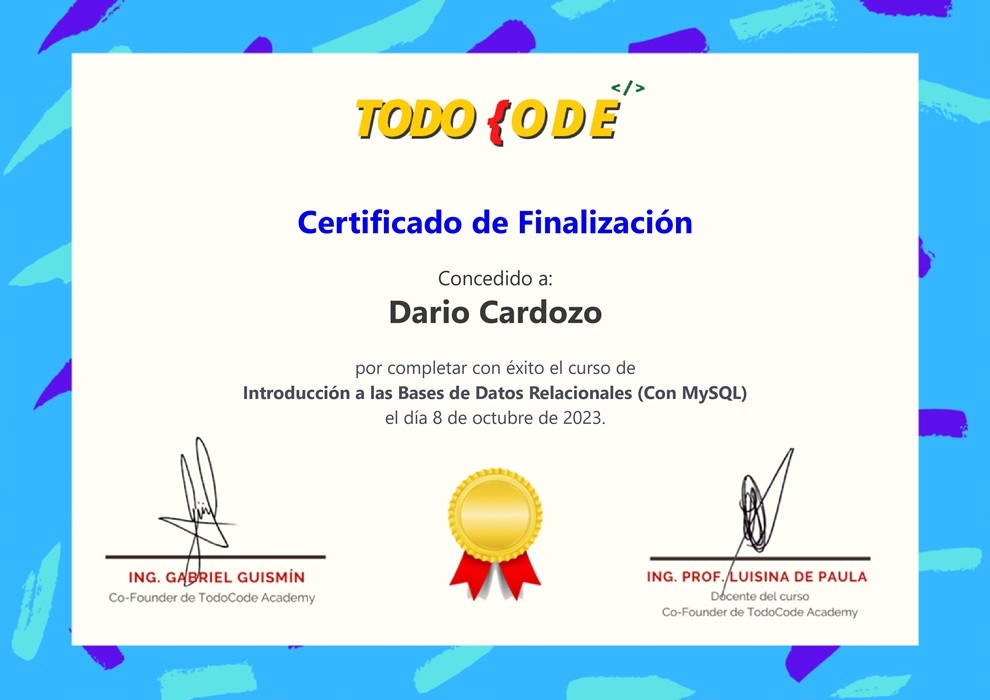 </>
TODO {ODE
Certificado de Finalización
Concedido a:
Dario Cardozo
por completar con éxito el curso de
Introducción a las Bases de Datos Relacionales (Con MySQL)
el día 8 de octubre de 2023.
ING. GABRIEL GUISMÍN
Co-Founder de TodoCode Academy
ING. PROF. LUISINA DE PAULA
Docente del curso
Co-Founder de TodoCode Academy